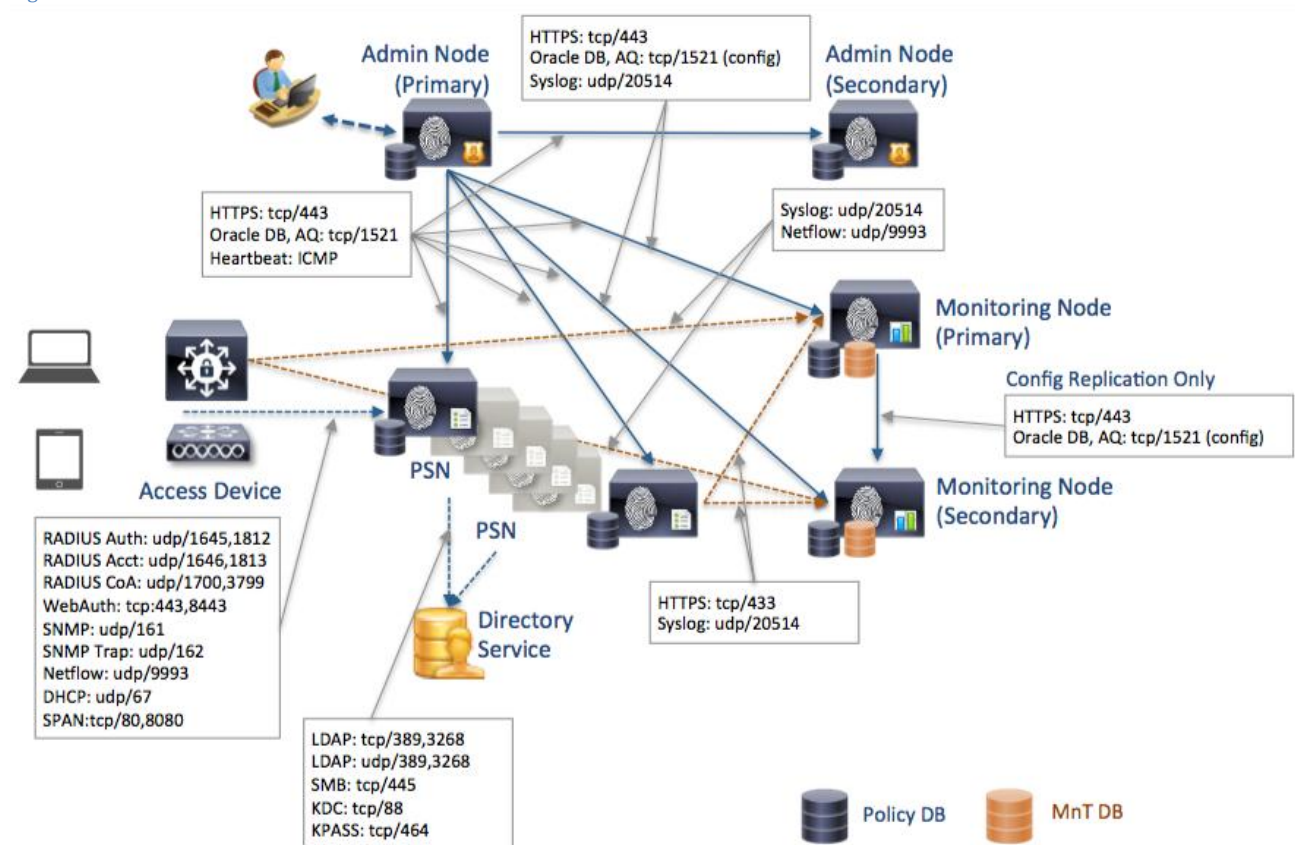 HTTPS: tcp/443
Oracle DB, AQ: tcp/1521 (config)
Syslog: udp/20514
Admin Node
(Primary)
Admin Node
(Secondary)
HTTPS: tcp/443
Oracle DB, AQ: tcp/1521
Heartbeat: ICMP
Syslog: udp/20514
Netflow: udp/9993
Monitoring Node
(Primary)
Config Replication Only
HTTPS: tcp/443
Oracle DB, AQ: tcp/1521 (config)
Access Device
PSN
PSN
Monitoring Node
(Secondary)
RADIUS Auth: udp/1645,1812
RADIUS Acct: udp/1646,1813
RADIUS CoA: udp/1700,3799
WebAuth: tcp:443,8443
SNMP: udp/161
SNMP Trap: udp/162
Netflow: udp/9993
DHCP: udp/67
SPAN:tcp/80,8080
HTTPS: tcp/433
Syslog: udp/20514
Directory
Service
LDAP: tcp/389,3268
LDAP: udp/389,3268
SMB: tcp/445
KDC: tcp/88
KPASS: tcp/464
Policy DB
MnT DB